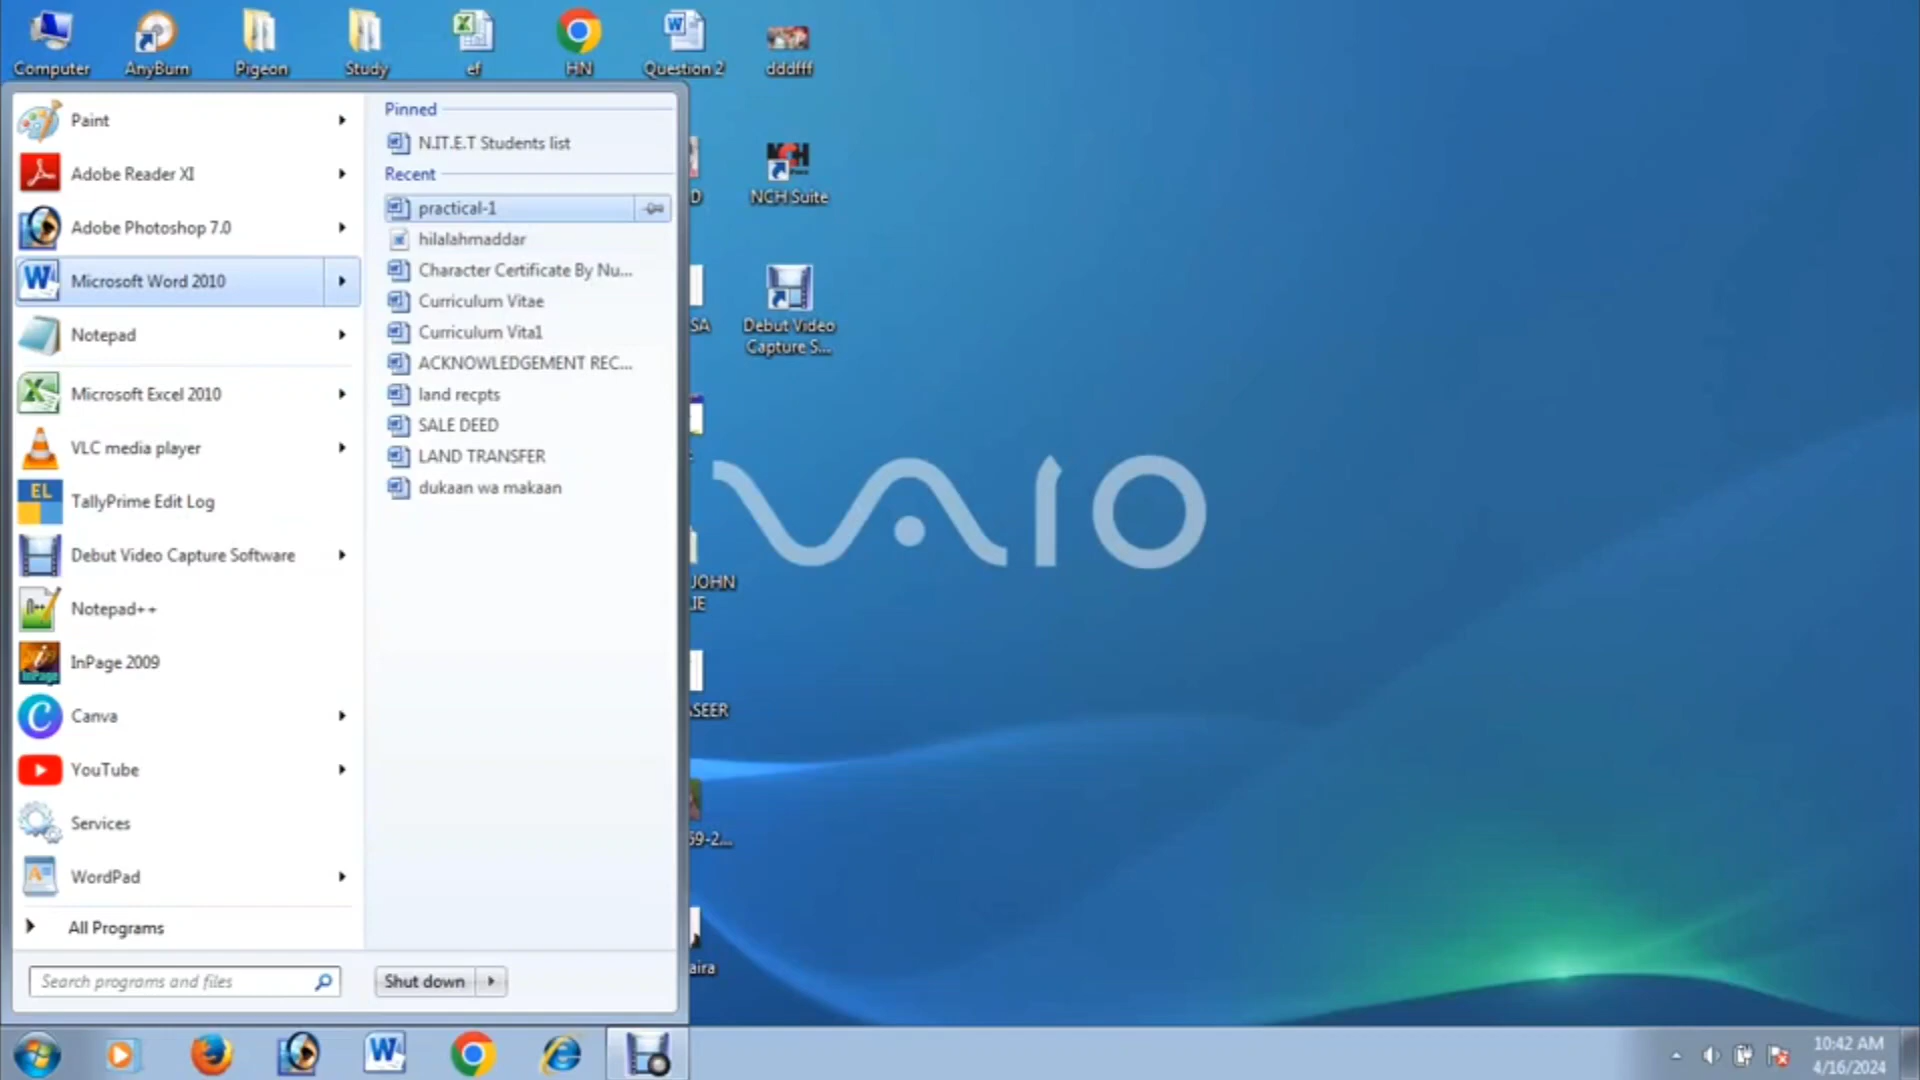 Computer
AnyBurn
Pigeon
Study
ef
HN
Question 2
dddfff
Paint
Adobe Reader XI
Adobe Photoshop 7.0
Microsoft Word 2010
Notepad
Microsoft Excel 2010
VLC media player
TallyPrime Edit Log
Debut Video Capture Software
Notepad++
InPage 2009
Canva
YouTube
Services
WordPad
All Programs
Search programs and files
Shut down
Pinned
N.IT.E.T Students list
Recent
practical-1
hilalahmaddar
Character Certificate By Nu...
Curriculum Vitae
Curriculum Vita1
ACKNOWLEDGEMENT REC...
land recpts
SALE DEED
LAND TRANSFER
dukaan wa makaan
D
SA
JOHN
IE
SEER
59-2...
aira
NCH Suite
Debut Video
Capture S...
VAIO
10:42 AM
4/16/2024